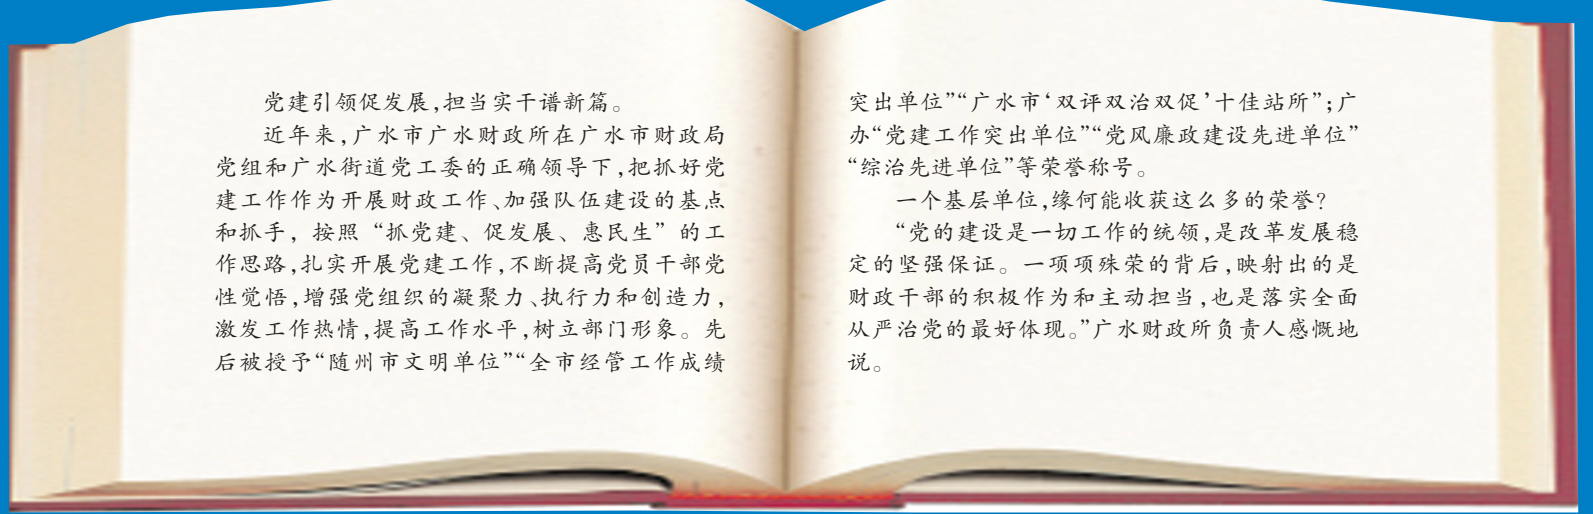 党建引领促发展,担当实干谱新篇。
近年来,广水市广水财政所在广水市财政局
党组和广水街道党工委的正确领导下,把抓好党
建工作作为开展财政工作、加强队伍建设的基点
和抓手，按照“抓党建、促发展、惠民生”的工
作思路,扎实开展党建工作,不断提高党员干部党
性觉悟,增强党组织的凝聚力、执行力和创造力,
激发工作热情,提高工作水平,树立部门形象。先
后被授予“随州市文明单位”“全市经管工作成绩
突出单位”“广水市‘双评双治双促’十佳站所”;广
办“党建工作突出单位”“党风廉政建设先进单位”
“综治先进单位”等荣誉称号。
一个基层单位,缘何能收获这么多的荣誉?
“党的建设是一切工作的统领,是改革发展稳
定的坚强保证。一项项殊荣的背后,映射出的是
财政干部的积极作为和主动担当,也是落实全面
从严治党的最好体现。”广水财政所负责人感慨地
说。